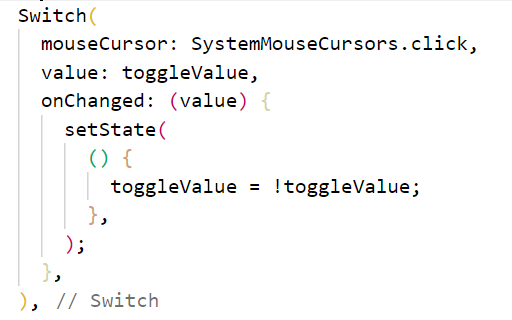 Switch(
mouseCursor: SystemMouseCursors.click,
value: toggleValue,
onChanged: (value) {
setState(
() {
toggleValue = !toggleValue;
},
);
},
), // Switch